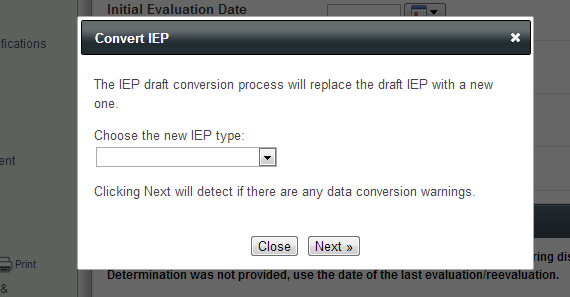 Initial Evaluation Date
Convert IEP
fications
The IEP draft conversion process will replace the draft IEP with a new
one.
Choose the new IEP type:
ent
Clicking Next will detect if there are any data conversion warnings.
Close Next »
ring dis
Print
Determination was not provided, use the date of the last evaluation/reevaluation.
&